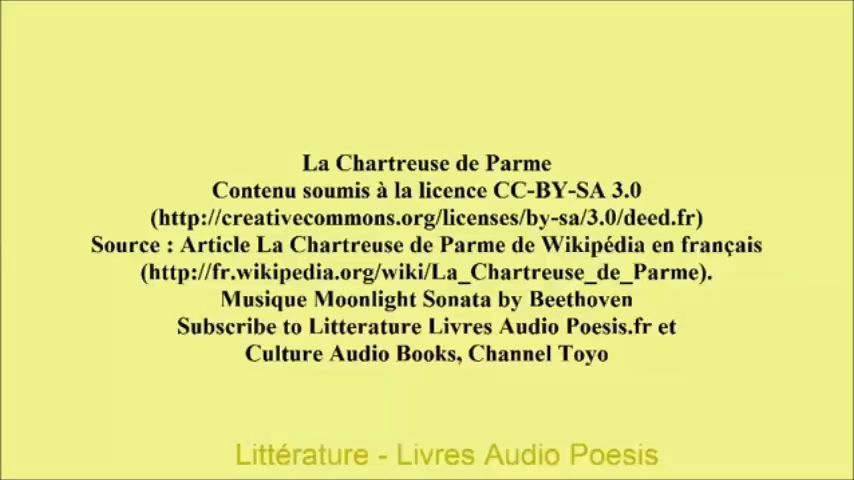 La Chartreuse de Parme
Contenu soumis à la licence CC-BY-SA 3.0
(http://creativecommons.org/licenses/by-sa/3.0/deed.fr)
Source : Article La Chartreuse de Parme de Wikipédia en français
(http://fr.wikipedia.org/wiki/La_Chartreuse_de_Parme).
Musique Moonlight Sonata by Beethoven
Subscribe to Litterature Livres Audio Poesis.fr et
Culture Audio Books, Channel Toyo
Littérature - Livres Audio Poesis